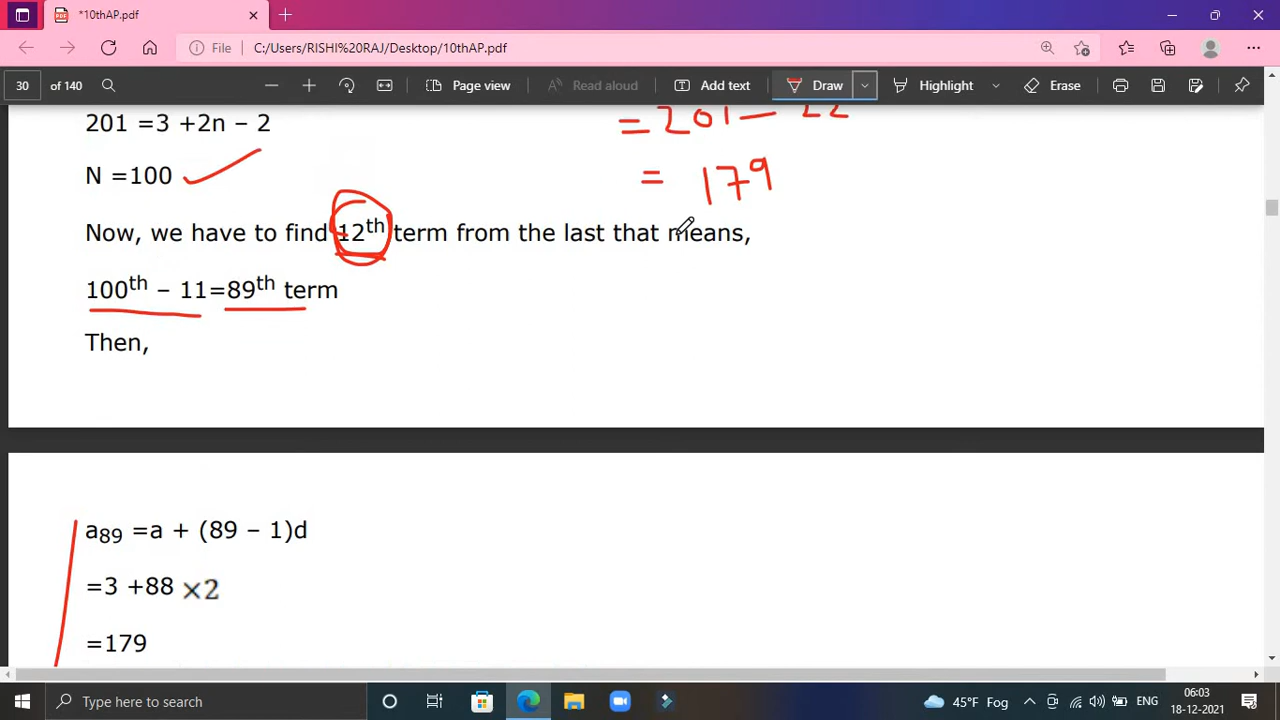 *10thAP.pdf
File C:/Users/RISHI%20RAJ/Desktop/10thAP.pdf
30 of 140 Page view Read aloud Add text Draw Highlight Erase
201 =3 +2n – 2
= 201 — 22
N =100
= 179
Now, we have to find 12th term from the last that means,
100th – 11=89th term
Then,
a89 =a + (89 – 1)d
=3 +88 ×2
=179
Type here to search 45°F Fog ENG 06:03
18-12-2021